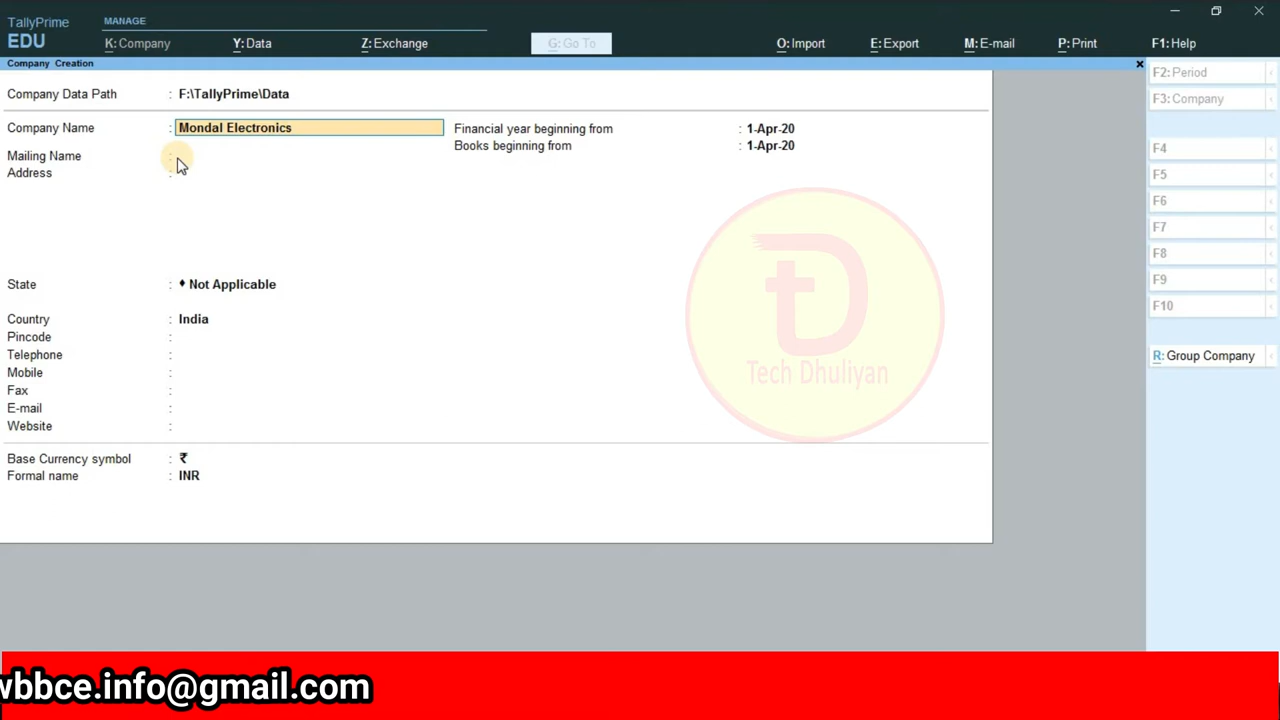 TallyPrime
EDU
MANAGE
K: Company
Y: Data
Z: Exchange
G: Go To
O: Import
E: Export
M: E-mail
P: Print
F1: Help
Company Creation
Company Data Path : F:\TallyPrime\Data
Company Name : Mondal Electronics
Financial year beginning from : 1-Apr-20
Books beginning from : 1-Apr-20
Mailing Name :
Address :
State : ♦ Not Applicable
Country : India
Pincode :
Telephone :
Mobile :
Fax :
E-mail :
Website :
Base Currency symbol : ₹
Formal name : INR
F2: Period
F3: Company
F4
F5
F6
F7
F8
F9
F10
R: Group Company
Tech Dhuliyan
wbbce.info@gmail.com